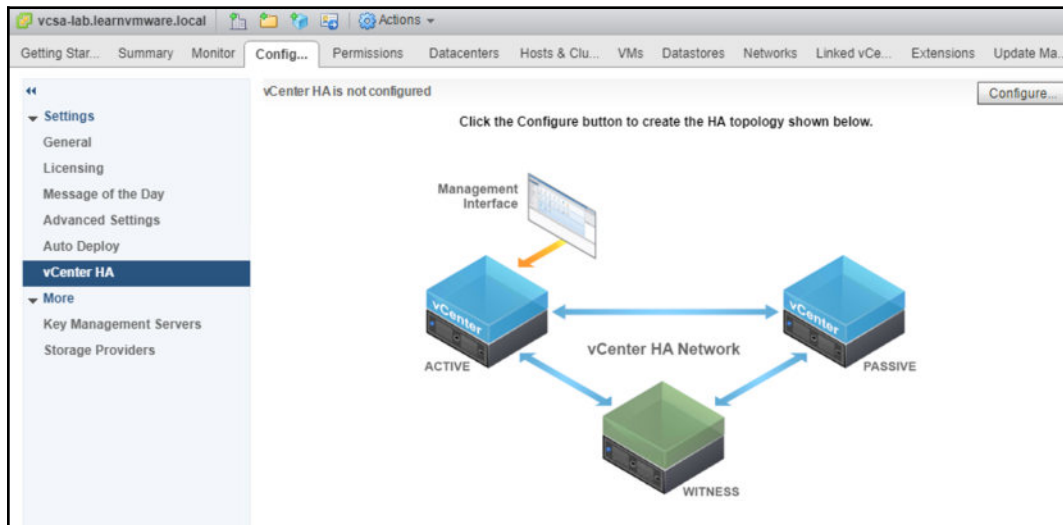 vcsa-lab.learnvmware.local Actions
Getting Star... Summary Monitor Config... Permissions Datacenters Hosts & Clu... VMs Datastores Networks Linked vCe... Extensions Update Ma...
vCenter HA is not configured
Configure...
Click the Configure button to create the HA topology shown below.
Settings
General
Licensing
Message of the Day
Advanced Settings
Auto Deploy
vCenter HA
More
Key Management Servers
Storage Providers
Management
Interface
vCenter
ACTIVE
vCenter HA Network
vCenter
PASSIVE
WITNESS